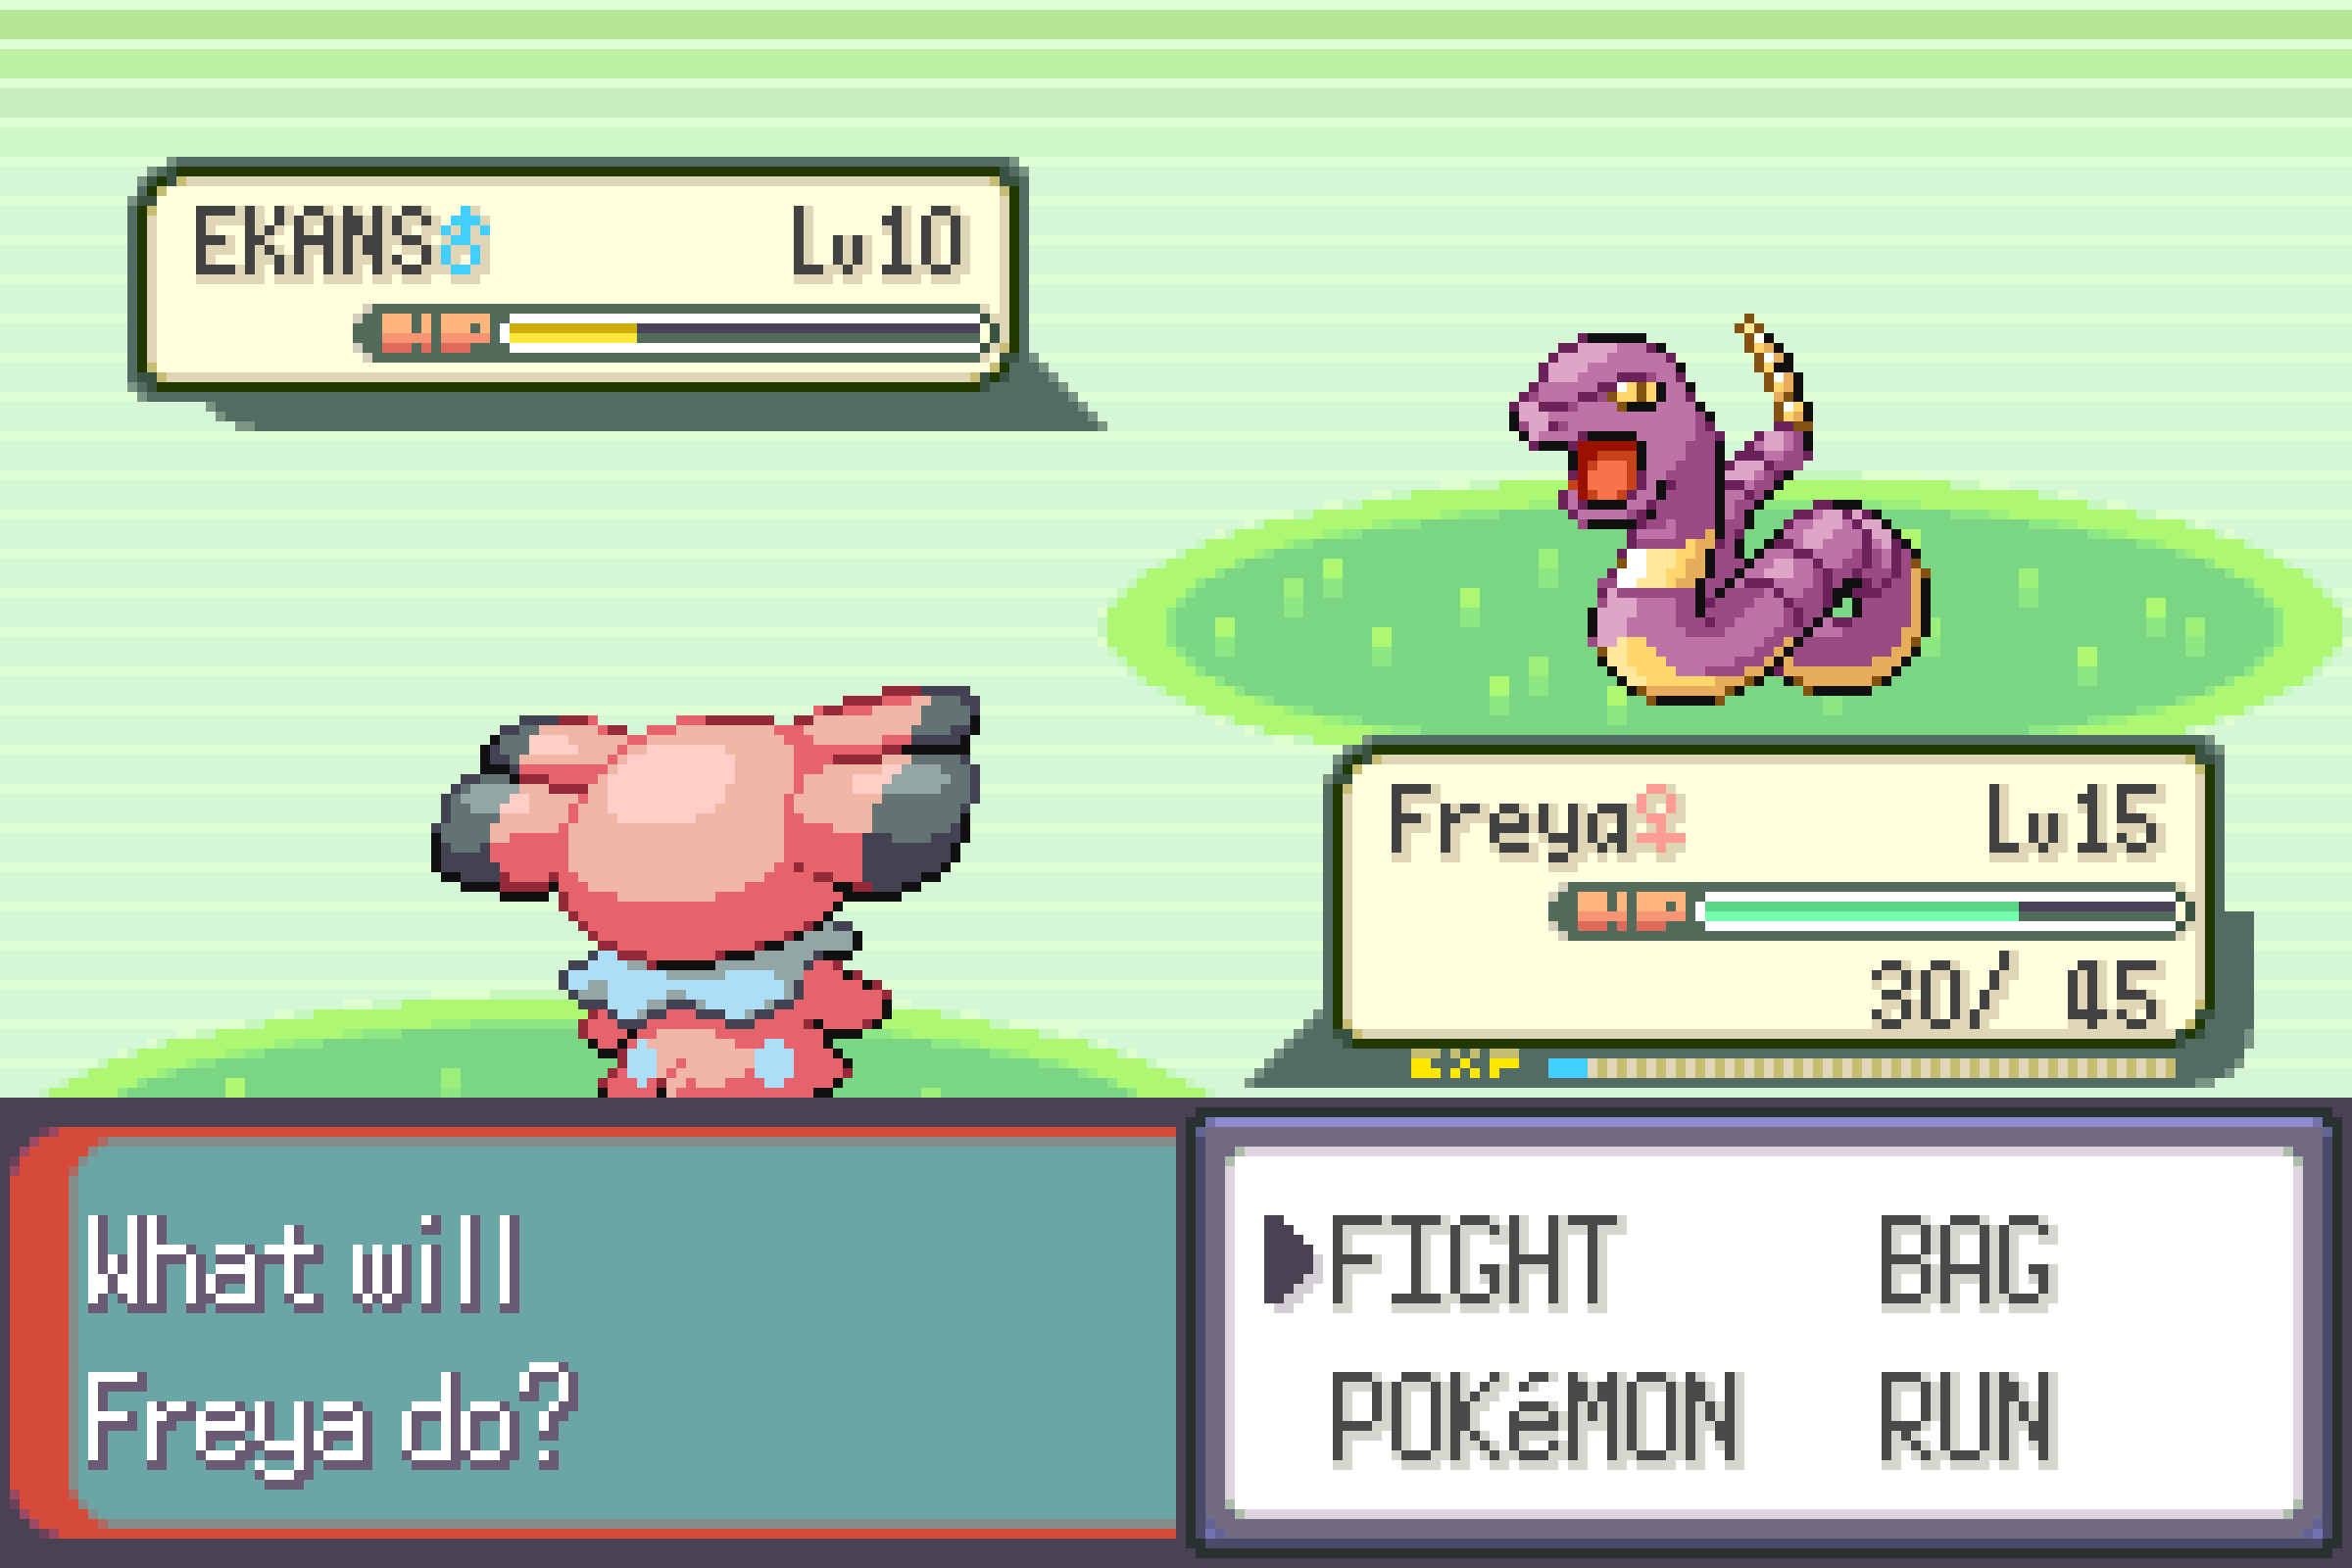 EKANS♂ Lv10
HP
Freya♀ Lv15
HP
30/ 45
EXP
What will
Freya do?
FIGHT BAG
POKéMON RUN